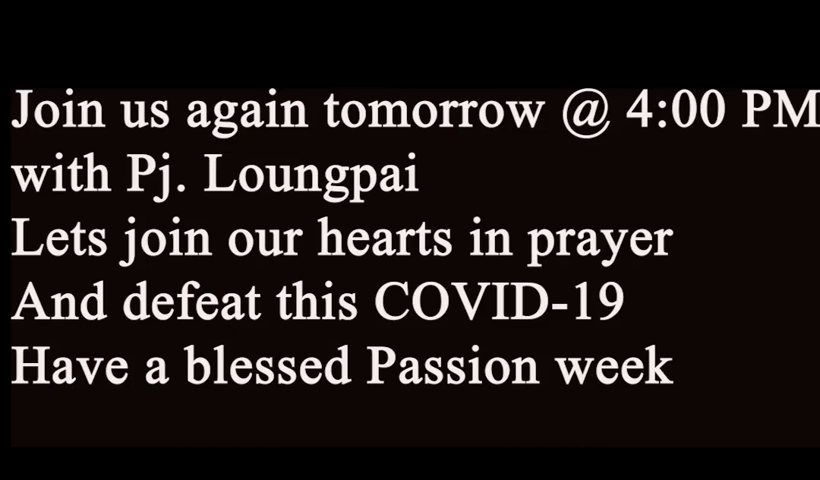 Join us again tomorrow @ 4:00 PM
with Pj. Loungpai
Lets join our hearts in prayer
And defeat this COVID-19
Have a blessed Passion week